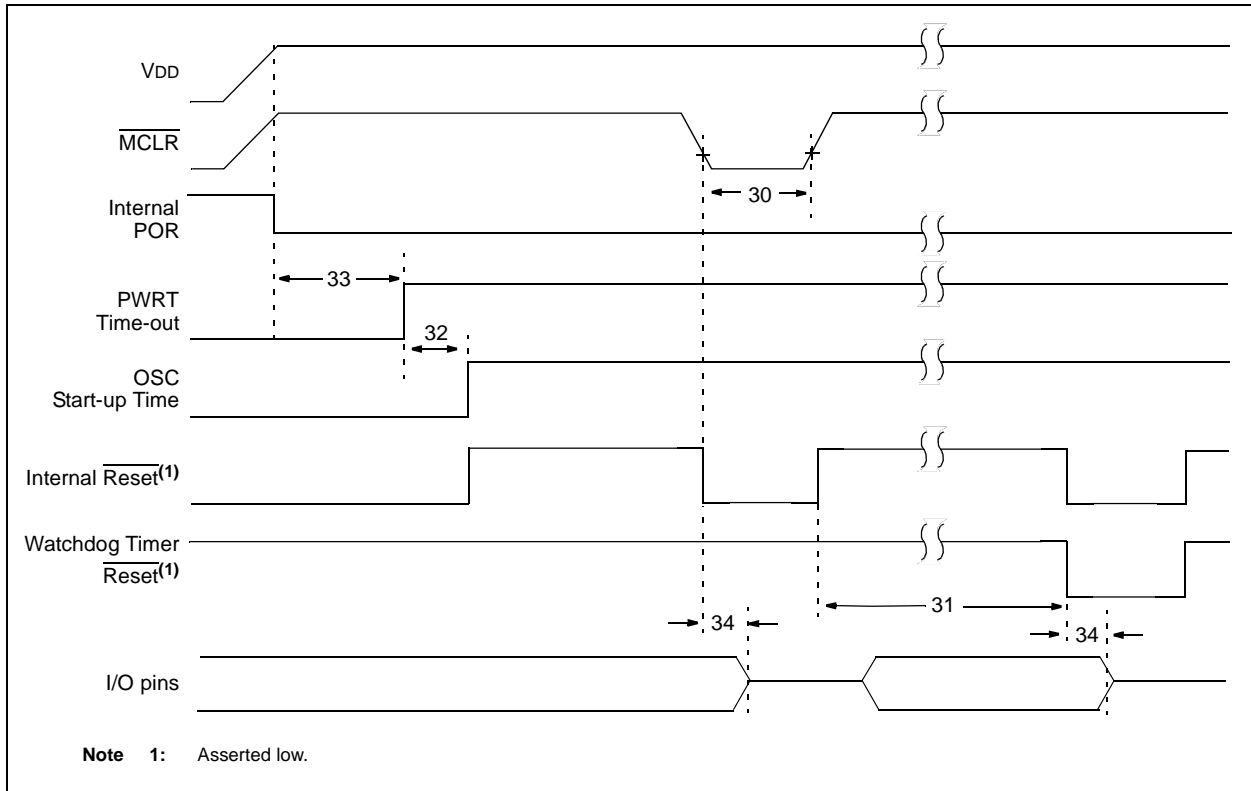 VDD
MCLR
30
Internal
POR
33
PWRT
Time-out
32
OSC
Start-up Time
Internal Reset(1)
Watchdog Timer
Reset(1)
31
34
34
I/O pins
Note 1: Asserted low.